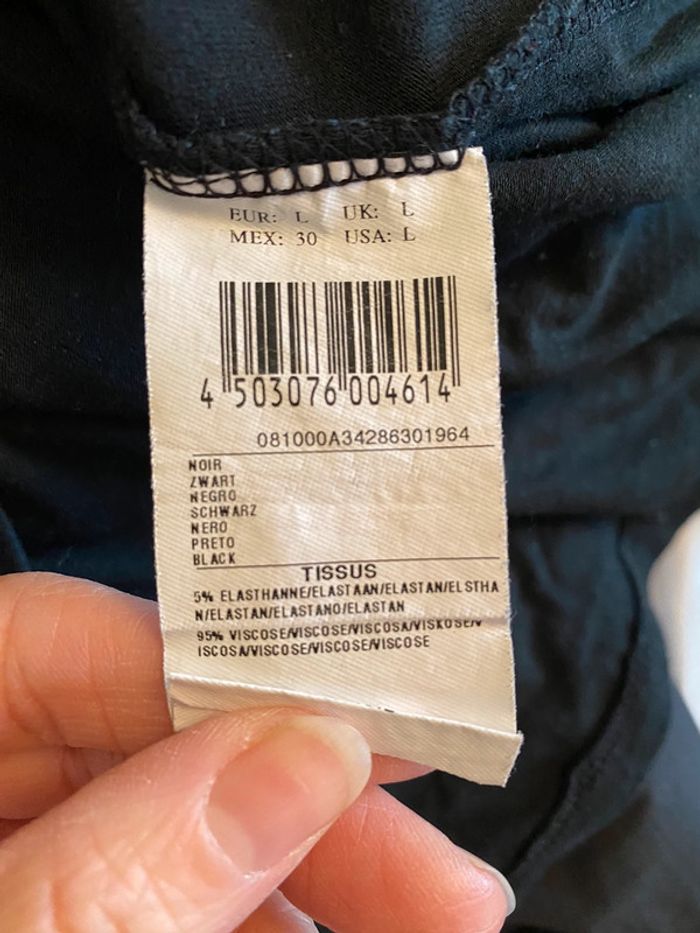 EUR: L UK: L
MEX: 30 USA: L
4 503076 004614
081000A34286301964
NOIR
ZWART
NEGRO
SCHWARZ
NERO
PRETO
BLACK
TISSUS
5% ELASTHANNE/ELASTAAN/ELASTAN/ELSTHA
N/ELASTAN/ELASTANO/ELASTAN
95% VISCOSE/VISCOSE/VISCOSA/VISKOSE/V
ISCOSA/VISCOSE/VISCOSE/VISCOSE